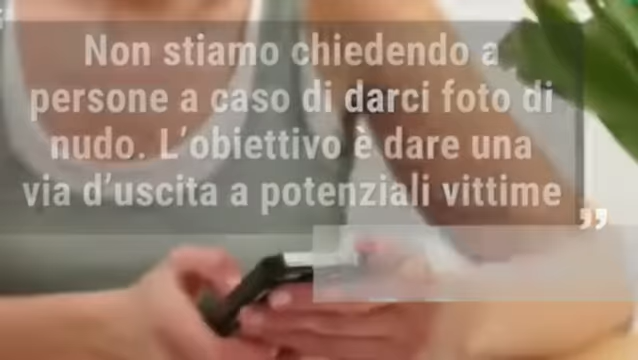 Non stiamo chiedendo a
persone a caso di darci foto di
nudo. L’obiettivo è dare una
via d’uscita a potenziali vittime
”